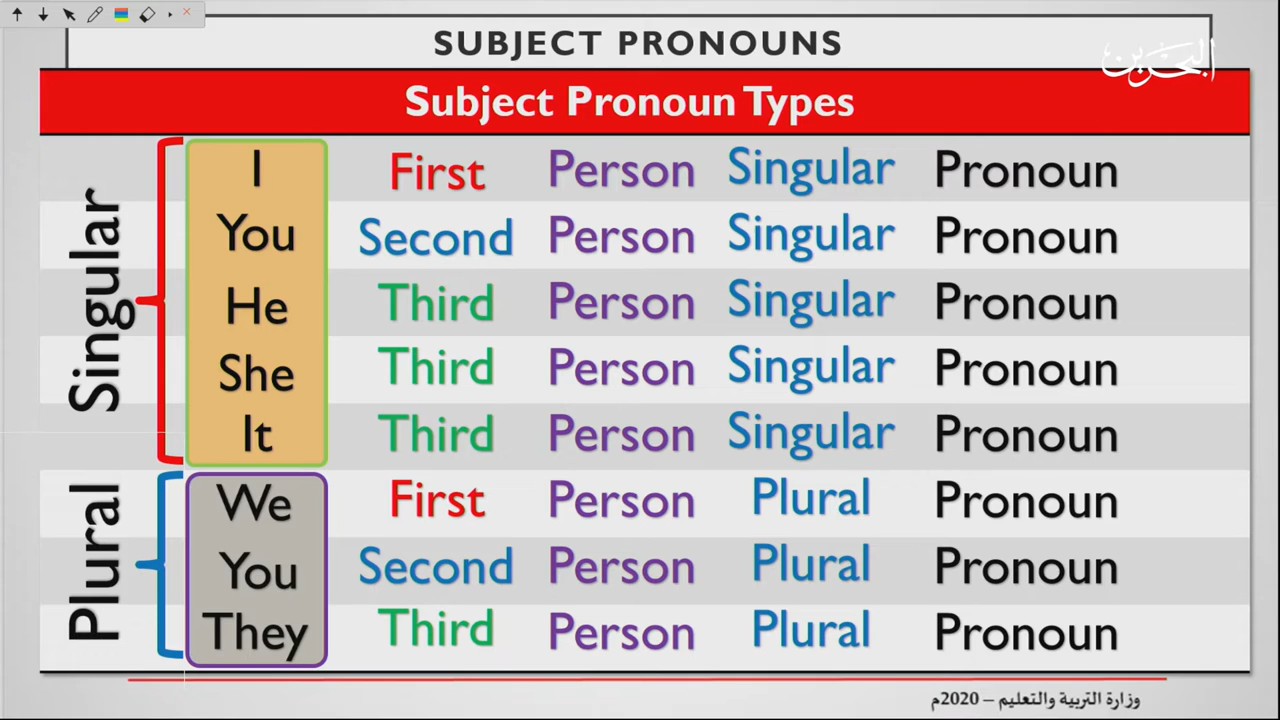 SUBJECT PRONOUNS
البحرين
Subject Pronoun Types
Singular
I First Person Singular Pronoun
You Second Person Singular Pronoun
He Third Person Singular Pronoun
She Third Person Singular Pronoun
It Third Person Singular Pronoun
Plural
We First Person Plural Pronoun
You Second Person Plural Pronoun
They Third Person Plural Pronoun
وزارة التربية والتعليم – 2020م